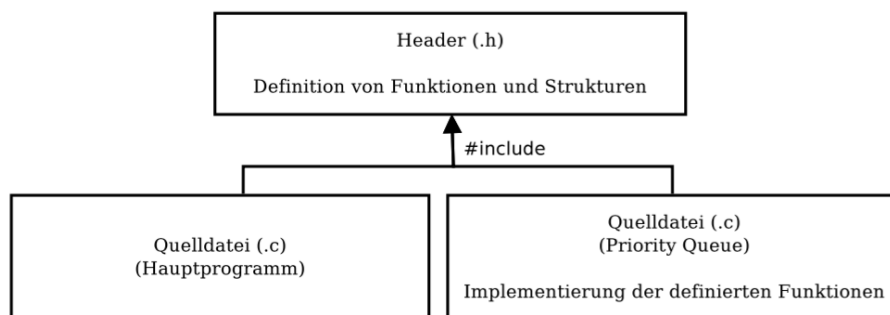 Header (.h)
Definition von Funktionen und Strukturen
#include
Quelldatei (.c)
(Hauptprogramm)
Quelldatei (.c)
(Priority Queue)
Implementierung der definierten Funktionen